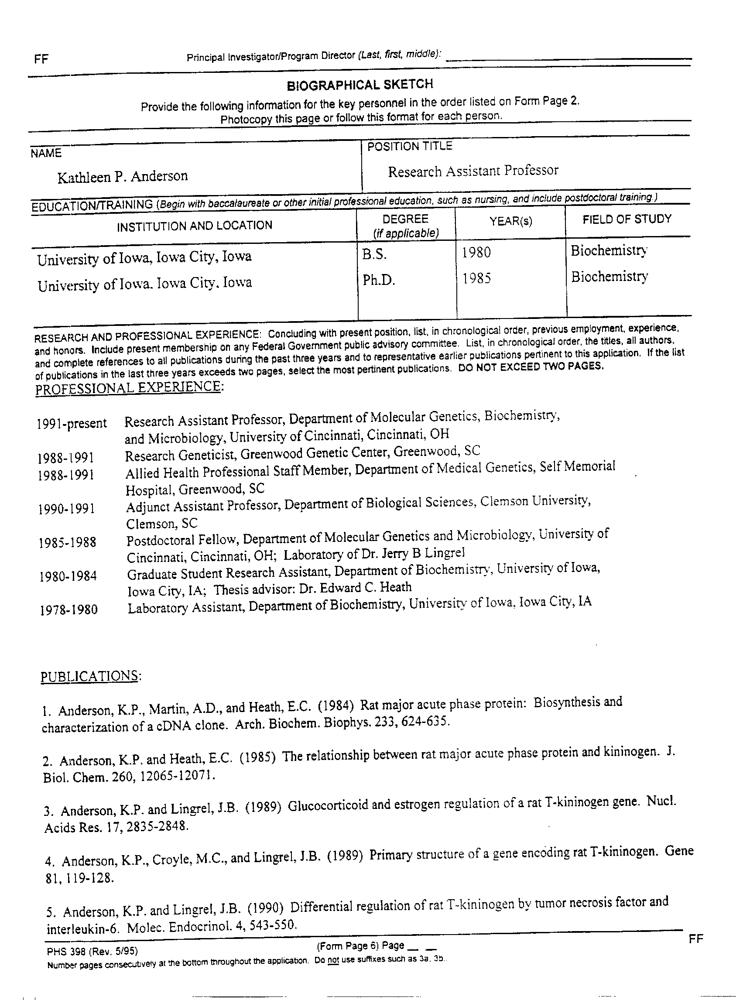 FF
Principal Investigator/Program Director (Last, first, middle):
BIOGRAPHICAL SKETCH
Provide the following information for the key personnel in the order listed on Form Page 2.
Photocopy this page or follow this format for each person.
NAME
POSITION TITLE
Kathleen P. Anderson
Research Assistant Professor
EDUCATION/TRAINING (Begin with baccalaureate or other initial professional education, such as nursing, and include postdoctoral training.)
INSTITUTION AND LOCATION
DEGREE
(if applicable)
YEAR(s)
FIELD OF STUDY
University of Iowa, Iowa City, Iowa B.S. 1980 Biochemistry
University of Iowa, Iowa City, Iowa Ph.D. 1985 Biochemistry
RESEARCH AND PROFESSIONAL EXPERIENCE: Concluding with present position, list, in chronological order, previous employment, experience,
and honors. Include present membership on any Federal Government public advisory committee. List, in chronological order, the titles, all authors,
and complete references to all publications during the past three years and to representative earlier publications pertinent to this application. If the list
of publications in the last three years exceeds two pages, select the most pertinent publications. DO NOT EXCEED TWO PAGES.
PROFESSIONAL EXPERIENCE:
1991-present Research Assistant Professor, Department of Molecular Genetics, Biochemistry,
and Microbiology, University of Cincinnati, Cincinnati, OH
1988-1991 Research Geneticist, Greenwood Genetic Center, Greenwood, SC
1988-1991 Allied Health Professional Staff Member, Department of Medical Genetics, Self Memorial
Hospital, Greenwood, SC
1990-1991 Adjunct Assistant Professor, Department of Biological Sciences, Clemson University,
Clemson, SC
1985-1988 Postdoctoral Fellow, Department of Molecular Genetics and Microbiology, University of
Cincinnati, Cincinnati, OH; Laboratory of Dr. Jerry B Lingrel
1980-1984 Graduate Student Research Assistant, Department of Biochemistry, University of Iowa,
Iowa City, IA; Thesis advisor: Dr. Edward C. Heath
1978-1980 Laboratory Assistant, Department of Biochemistry, University of Iowa, Iowa City, IA
PUBLICATIONS:
1. Anderson, K.P., Martin, A.D., and Heath, E.C. (1984) Rat major acute phase protein: Biosynthesis and
characterization of a cDNA clone. Arch. Biochem. Biophys. 233, 624-635.
2. Anderson, K.P. and Heath, E.C. (1985) The relationship between rat major acute phase protein and kininogen. J.
Biol. Chem. 260, 12065-12071.
3. Anderson, K.P. and Lingrel, J.B. (1989) Glucocorticoid and estrogen regulation of a rat T-kininogen gene. Nucl.
Acids Res. 17, 2835-2848.
4. Anderson, K.P., Croyle, M.C., and Lingrel, J.B. (1989) Primary structure of a gene encoding rat T-kininogen. Gene
81, 119-128.
5. Anderson, K.P. and Lingrel, J.B. (1990) Differential regulation of rat T-kininogen by tumor necrosis factor and
interleukin-6. Molec. Endocrinol. 4, 543-550.
PHS 398 (Rev. 5/95) (Form Page 6) Page __ __ FF
Number pages consecutively at the bottom throughout the application. Do not use suffixes such as 3a, 3b.